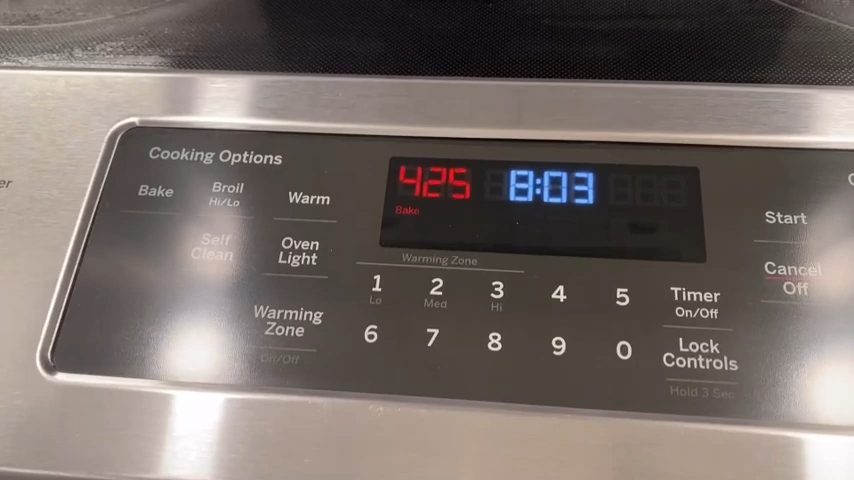 Cooking Options
Bake
Broil
Hi/Lo
Warm
Self
Clean
Oven
Light
Warming
Zone
On/Off
425
8:03
Bake
Warming Zone
1 2 3 4 5
Lo Med Hi
6 7 8 9 0
Timer
On/Off
Lock
Controls
Hold 3 Sec
Start
Cancel
Off